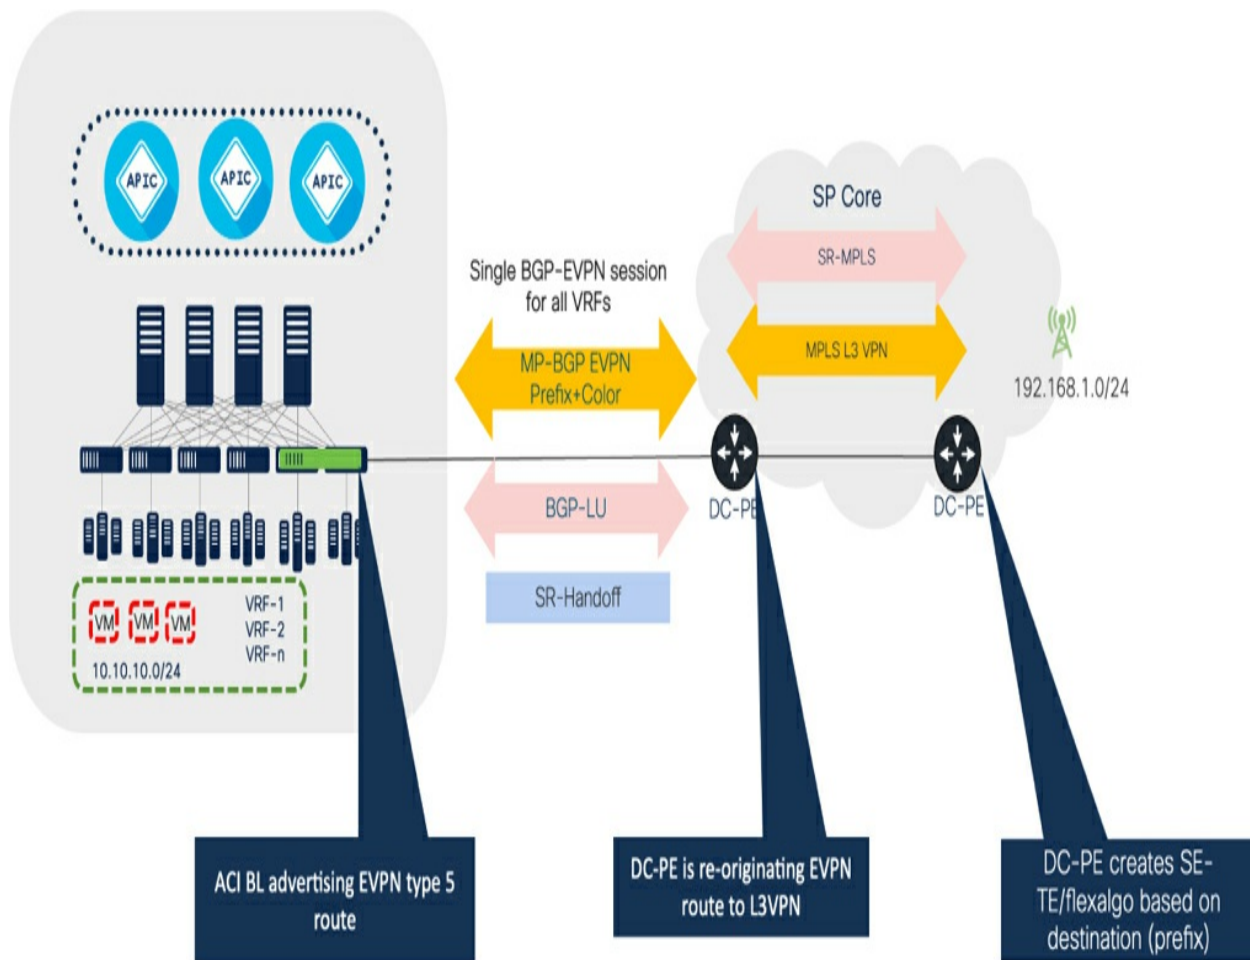 APIC
APIC
APIC
SP Core
SR-MPLS
Single BGP-EVPN session
for all VRFs
MP-BGP EVPN
Prefix+Color
MPLS L3 VPN
192.168.1.0/24
BGP-LU
DC-PE
DC-PE
SR-Handoff
VM
VM
VM
VRF-1
VRF-2
VRF-n
10.10.10.0/24
ACI BL advertising EVPN type 5
route
DC-PE is re-originating EVPN
route to L3VPN
DC-PE creates SE-
TE/flexalgo based on
destination (prefix)